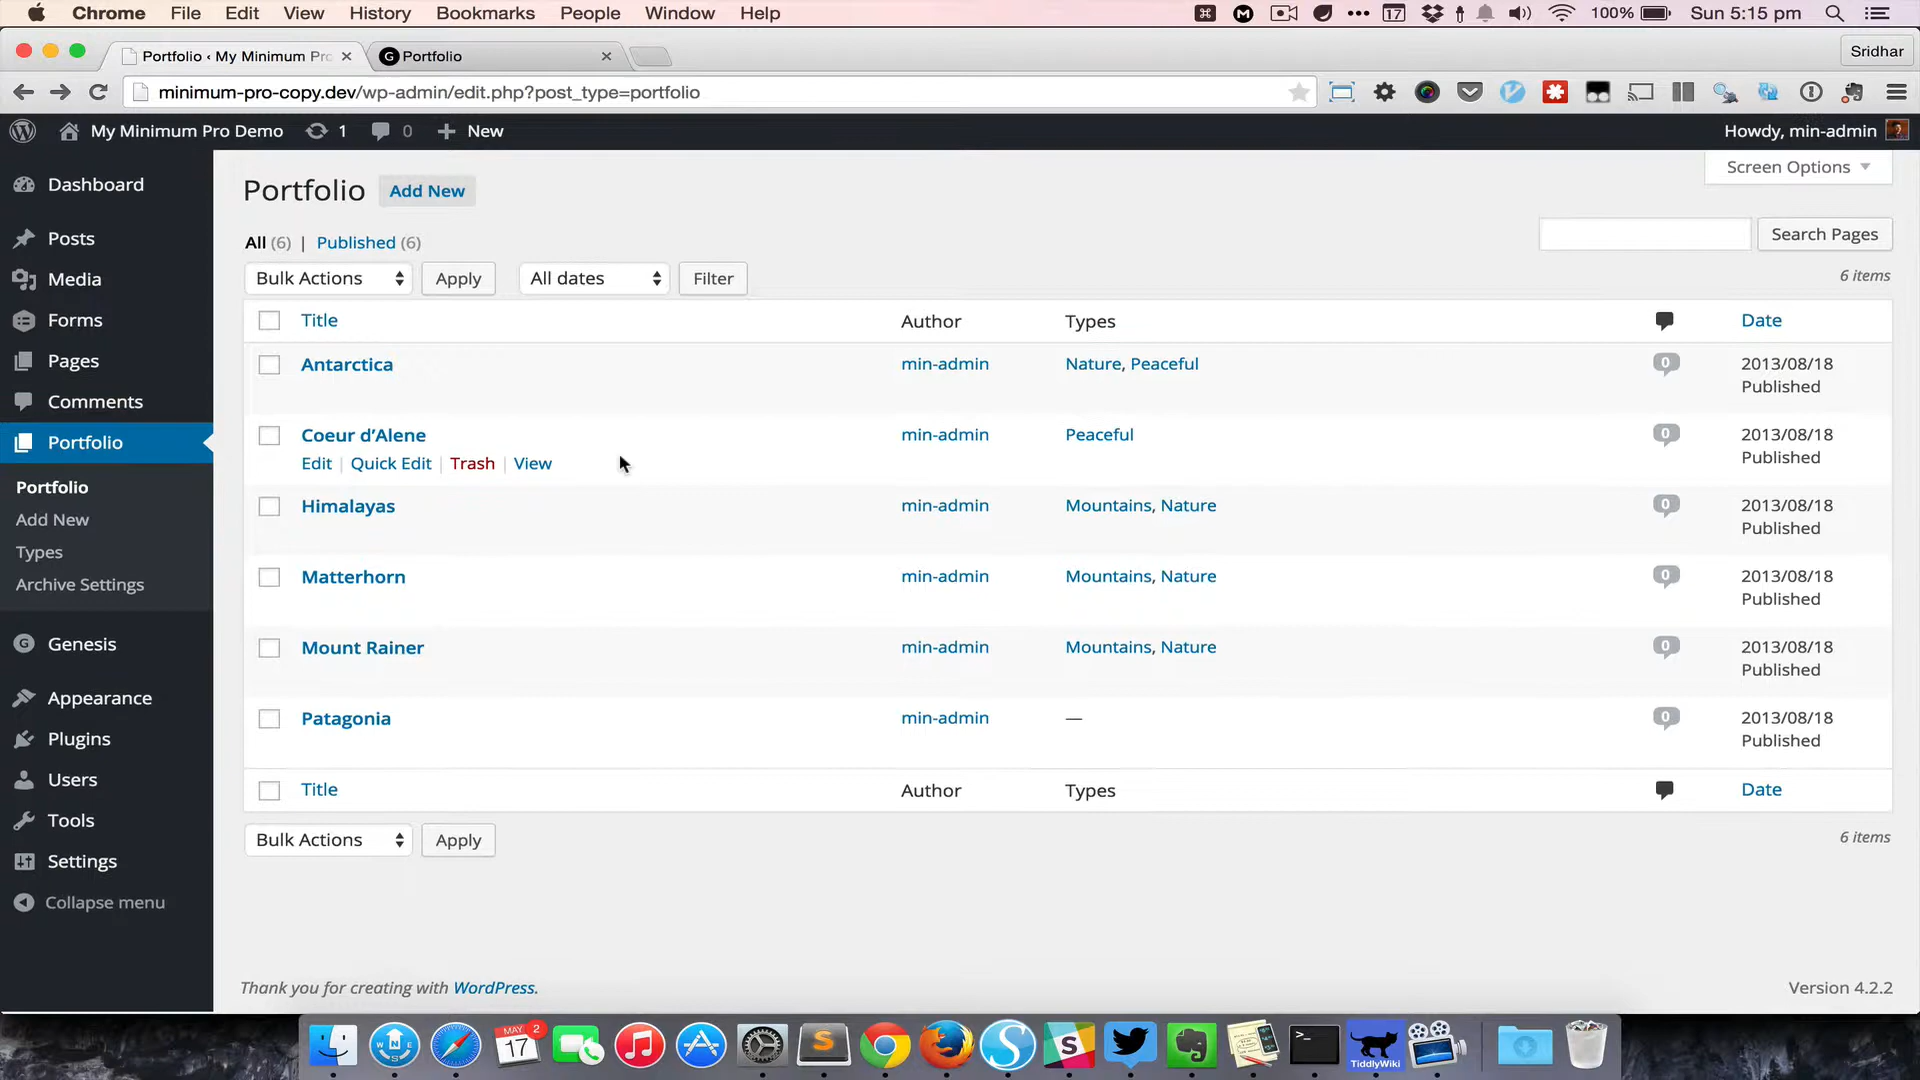 Chrome File Edit View History Bookmarks People Window Help 17 100% Sun 5:15 pm
Portfolio ‹ My Minimum Pro Portfolio Sridhar
minimum-pro-copy.dev/wp-admin/edit.php?post_type=portfolio
My Minimum Pro Demo 1 0 + New Howdy, min-admin
Dashboard
Posts
Media
Forms
Pages
Comments
Portfolio
Portfolio
Add New
Types
Archive Settings
Genesis
Appearance
Plugins
Users
Tools
Settings
Collapse menu
Portfolio Add New Screen Options
All (6) | Published (6) Search Pages
Bulk Actions Apply All dates Filter 6 items
Title Author Types Date
Antarctica min-admin Nature, Peaceful 0 2013/08/18
Published
Coeur d’Alene min-admin Peaceful 0 2013/08/18
Published
Edit | Quick Edit | Trash | View
Himalayas min-admin Mountains, Nature 0 2013/08/18
Published
Matterhorn min-admin Mountains, Nature 0 2013/08/18
Published
Mount Rainer min-admin Mountains, Nature 0 2013/08/18
Published
Patagonia min-admin — 0 2013/08/18
Published
Title Author Types Date
Bulk Actions Apply 6 items
Thank you for creating with WordPress. Version 4.2.2
MAY 2
17
TiddlyWiki